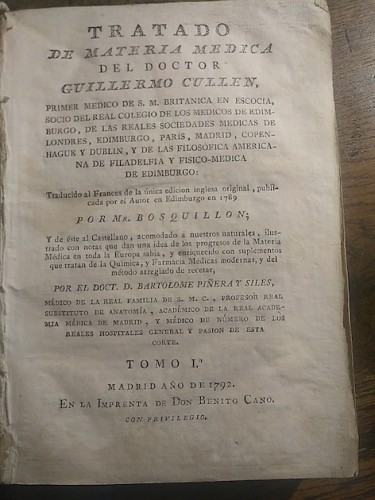 TRATADO
DE MATERIA MEDICA
DEL DOCTOR
GUILLERMO CULLEN,
PRIMER MEDICO DE S. M. BRITANICA, EN ESCOCIA,
SOCIO DEL REAL COLEGIO DE LOS MEDICOS DE EDIM-
BURGO, DE LAS REALES SOCIEDADES MEDICAS DE
LONDRES, EDIMBURGO, PARÍS, MADRID, COPEN-
HAGUE Y DUBLIN, Y DE LAS FILOSOFICA AMERICA-
NA DE FILADELFIA Y FISICO-MEDICA
DE EDIMBURGO:
Traducido al Frances de la única edicion inglesa original, publi-
cada por el Autor en Edimburgo en 1789
POR MR. BOSQUILLON;
Y de éste al Castellano, acomodado á nuestros naturales, ilus-
trado con notas que dan una idea de los progresos de la Materia
Médica en toda la Europa sabia, y enriquecido con suplementos
que tratan de la Química, y Farmacia Médicas modernas, y del
método arreglado de recetar,
POR EL DOCT. D. BARTOLOME PIÑERA Y SILES,
MÉDICO DE LA REAL FAMILIA DE S. M. C., PROFESOR REAL
SUBSTITUTO DE ANATOMÍA, ACADÉMICO DE LA REAL ACADE-
MIA MÉDICA DE MADRID, Y MÉDICO DE NÚMERO DE LOS
REALES HOSPITALES GENERAL Y PASION DE ESTA
CORTE.
TOMO I.º
MADRID AÑO DE 1792.
EN LA IMPRENTA DE DON BENITO CANO.
CON PRIVILEGIO.